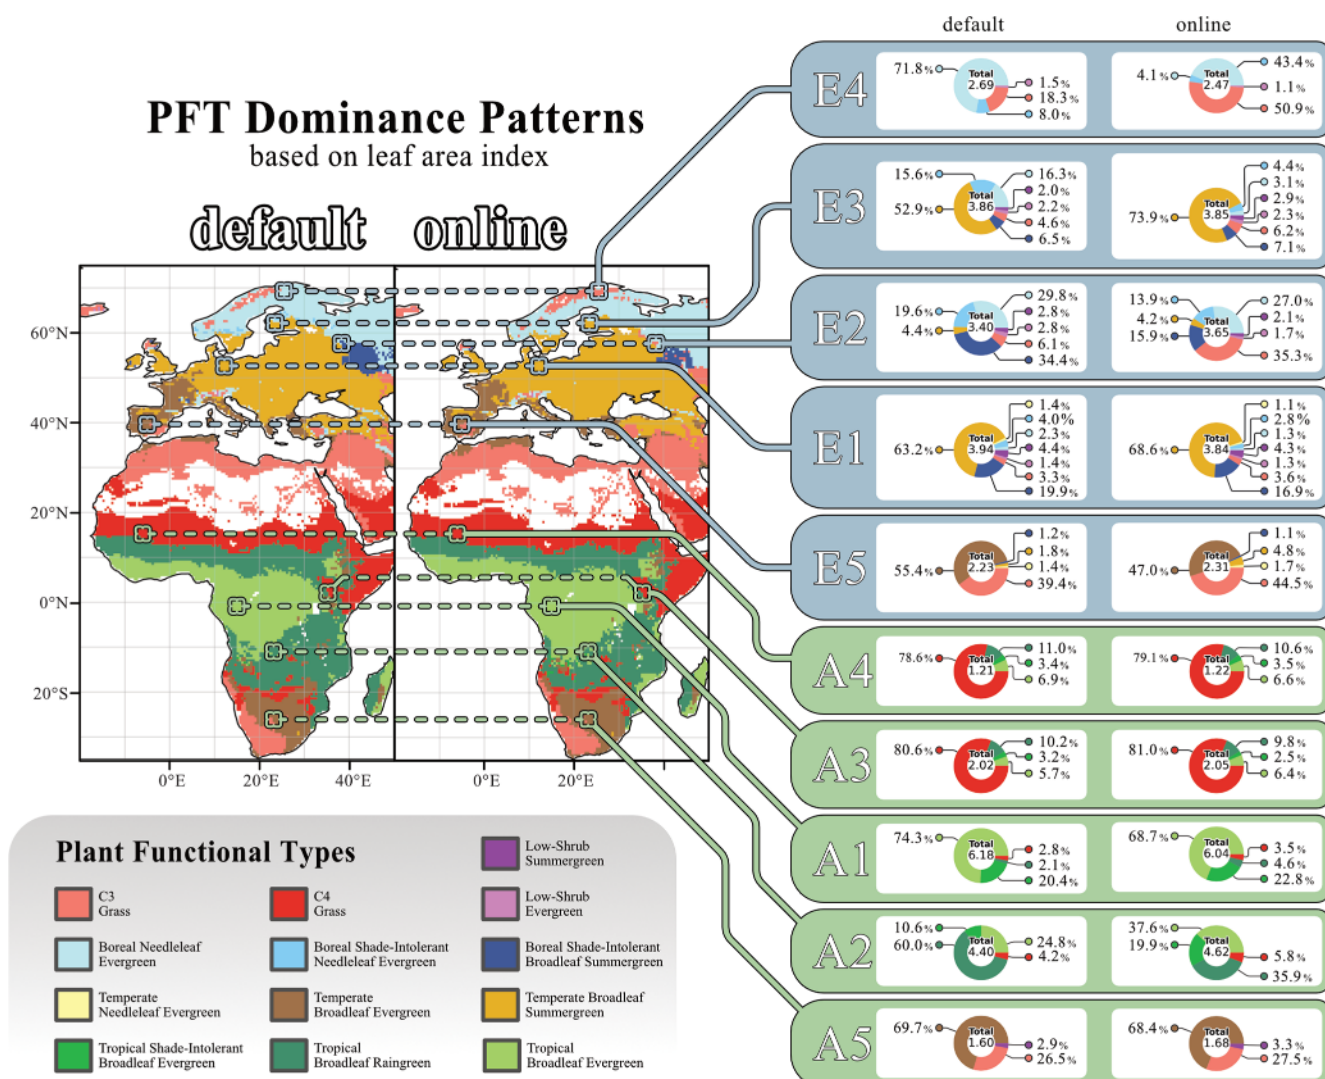 default online
PFT Dominance Patterns
based on leaf area index
default online
60°N
40°N
20°N
0°N
20°S
0°E 20°E 40°E 0°E 20°E
E4
71.8% Total 2.69 1.5% 18.3% 8.0%
4.1% Total 2.47 43.4% 1.1% 50.9%
E3
15.6% 52.9% Total 3.86 16.3% 2.0% 2.2% 4.6% 6.5%
73.9% Total 3.85 4.4% 3.1% 2.9% 2.3% 6.2% 7.1%
E2
19.6% 4.4% Total 3.40 29.8% 2.8% 2.8% 6.1% 34.4%
13.9% 4.2% 15.9% Total 3.65 27.0% 2.1% 1.7% 35.3%
E1
63.2% Total 3.94 1.4% 4.0% 2.3% 4.4% 1.4% 3.3% 19.9%
68.6% Total 3.84 1.1% 2.8% 1.3% 4.3% 1.3% 3.6% 16.9%
E5
55.4% Total 2.23 1.2% 1.8% 1.4% 39.4%
47.0% Total 2.31 1.1% 4.8% 1.7% 44.5%
A4
78.6% Total 1.21 11.0% 3.4% 6.9%
79.1% Total 1.22 10.6% 3.5% 6.6%
A3
80.6% Total 2.02 10.2% 3.2% 5.7%
81.0% Total 2.05 9.8% 2.5% 6.4%
A1
74.3% Total 6.18 2.8% 2.1% 20.4%
68.7% Total 6.04 3.5% 4.6% 22.8%
A2
10.6% 60.0% Total 4.40 24.8% 4.2%
37.6% 19.9% Total 4.62 5.8% 35.9%
A5
69.7% Total 1.60 2.9% 26.5%
68.4% Total 1.68 3.3% 27.5%
Plant Functional Types
Low-Shrub
Summergreen
C3
Grass
C4
Grass
Low-Shrub
Evergreen
Boreal Needleleaf
Evergreen
Boreal Shade-Intolerant
Needleleaf Evergreen
Boreal Shade-Intolerant
Broadleaf Summergreen
Temperate
Needleleaf Evergreen
Temperate
Broadleaf Evergreen
Temperate Broadleaf
Summergreen
Tropical Shade-Intolerant
Broadleaf Evergreen
Tropical
Broadleaf Raingreen
Tropical
Broadleaf Evergreen